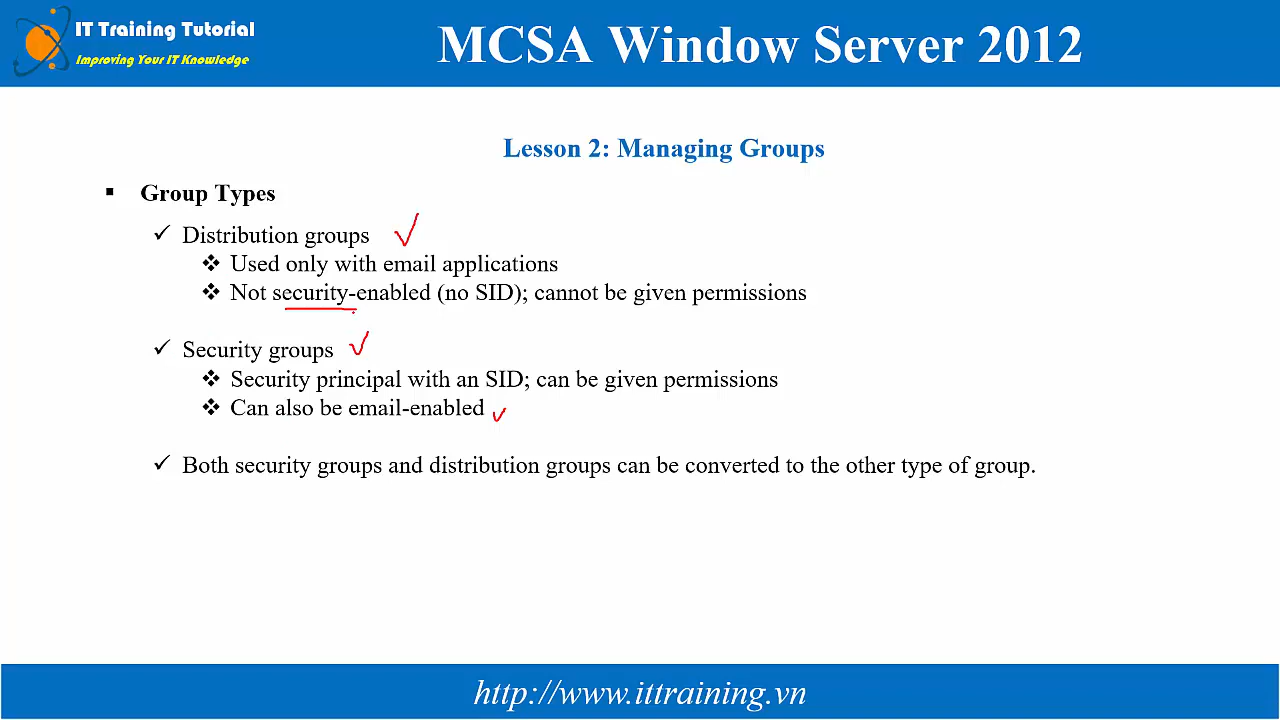 IT Training Tutorial
Improving Your IT Knowledge
MCSA Window Server 2012
Lesson 2: Managing Groups
▪ Group Types
✓ Distribution groups
❖ Used only with email applications
❖ Not security-enabled (no SID); cannot be given permissions
✓ Security groups
❖ Security principal with an SID; can be given permissions
❖ Can also be email-enabled
✓ Both security groups and distribution groups can be converted to the other type of group.
http://www.ittraining.vn